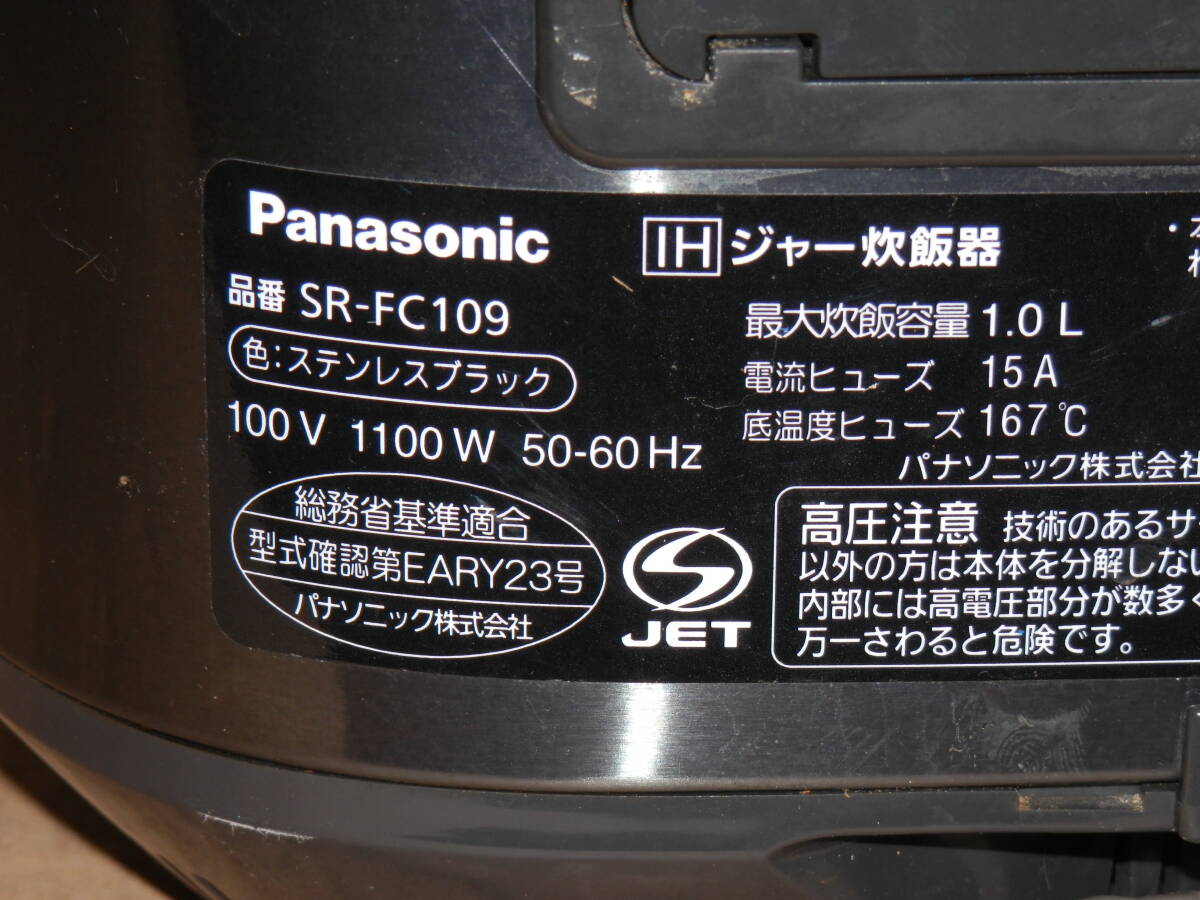 Panasonic
IH ジャー炊飯器
品番 SR-FC109
色:ステンレスブラック
100V 1100W 50-60Hz
最大炊飯容量 1.0 L
電流ヒューズ 15A
底温度ヒューズ 167℃
パナソニック株式会社
総務省基準適合
型式確認第EARY23号
パナソニック株式会社
JET
高圧注意 技術のあるサ
以外の方は本体を分解しない
内部には高電圧部分が数多く
万一さわると危険です。